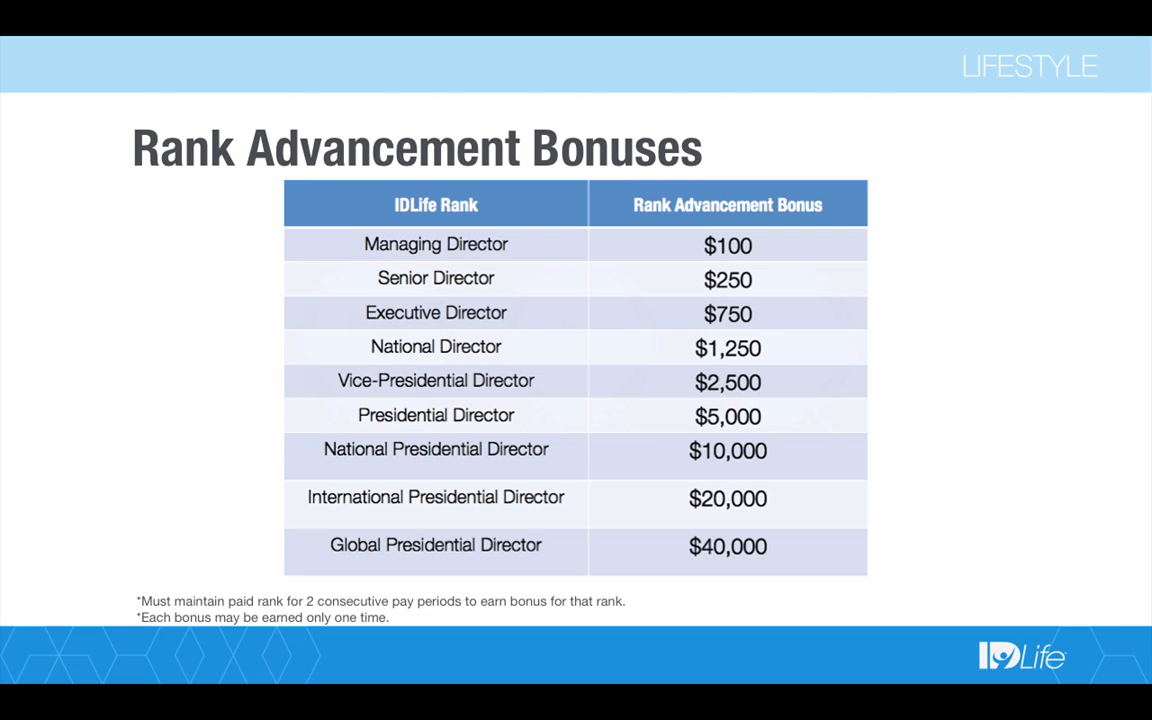 LIFESTYLE
Rank Advancement Bonuses
IDLife Rank Rank Advancement Bonus
Managing Director $100
Senior Director $250
Executive Director $750
National Director $1,250
Vice-Presidential Director $2,500
Presidential Director $5,000
National Presidential Director $10,000
International Presidential Director $20,000
Global Presidential Director $40,000
*Must maintain paid rank for 2 consecutive pay periods to earn bonus for that rank.
*Each bonus may be earned only one time.
IDLife